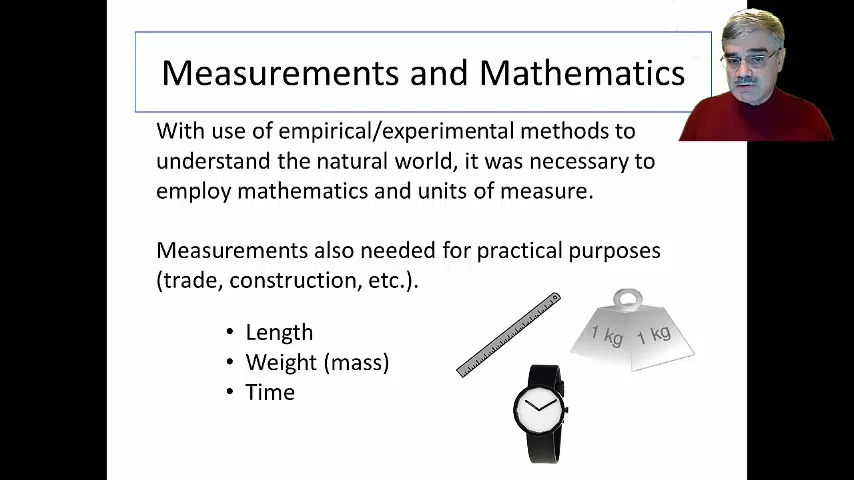 Measurements and Mathematics
With use of empirical/experimental methods to
understand the natural world, it was necessary to
employ mathematics and units of measure.
Measurements also needed for practical purposes
(trade, construction, etc.).
• Length
• Weight (mass)
• Time
1 kg 1 kg